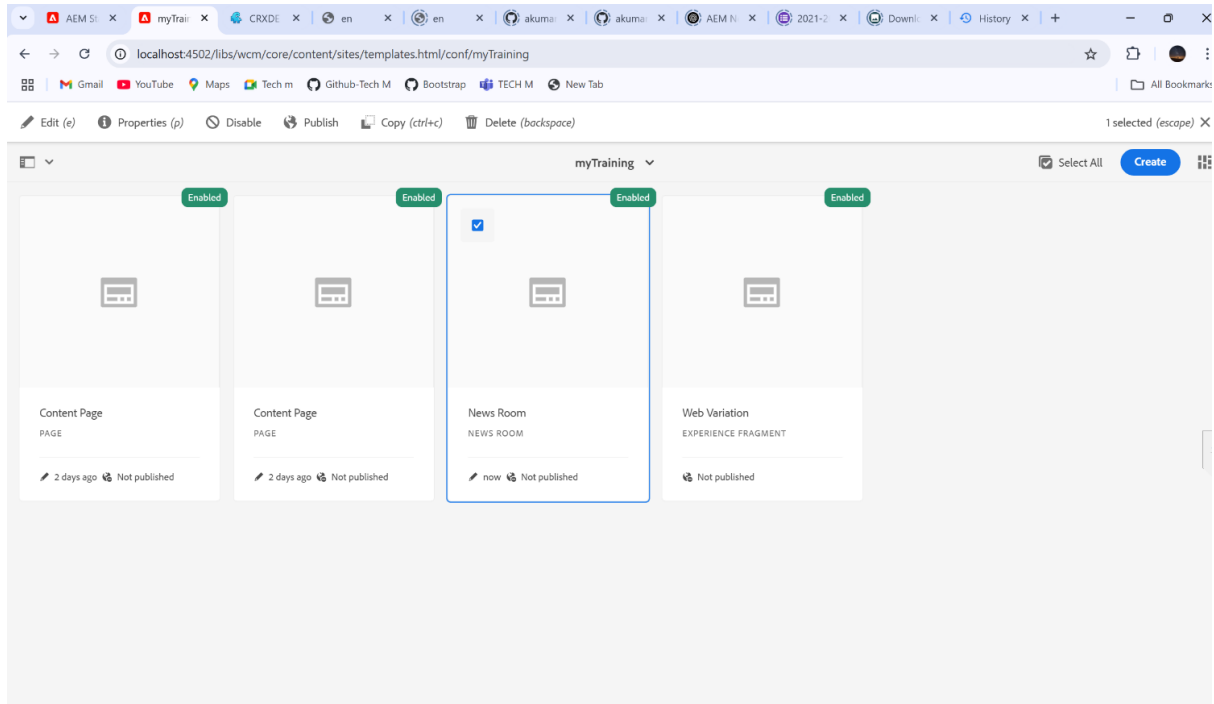 AEM St
myTrain
CRXDE
en
en
akuma
akuma
AEM N
2021-2
Downlo
History
localhost:4502/libs/wcm/core/content/sites/templates.html/conf/myTraining
Gmail YouTube Maps Tech m Github-Tech M Bootstrap TECH M New Tab All Bookmarks
Edit (e) Properties (p) Disable Publish Copy (ctrl+c) Delete (backspace) 1 selected (escape)
myTraining Select All Create
Enabled Enabled Enabled Enabled
Content Page Content Page News Room Web Variation
PAGE PAGE NEWS ROOM EXPERIENCE FRAGMENT
2 days ago Not published 2 days ago Not published now Not published Not published